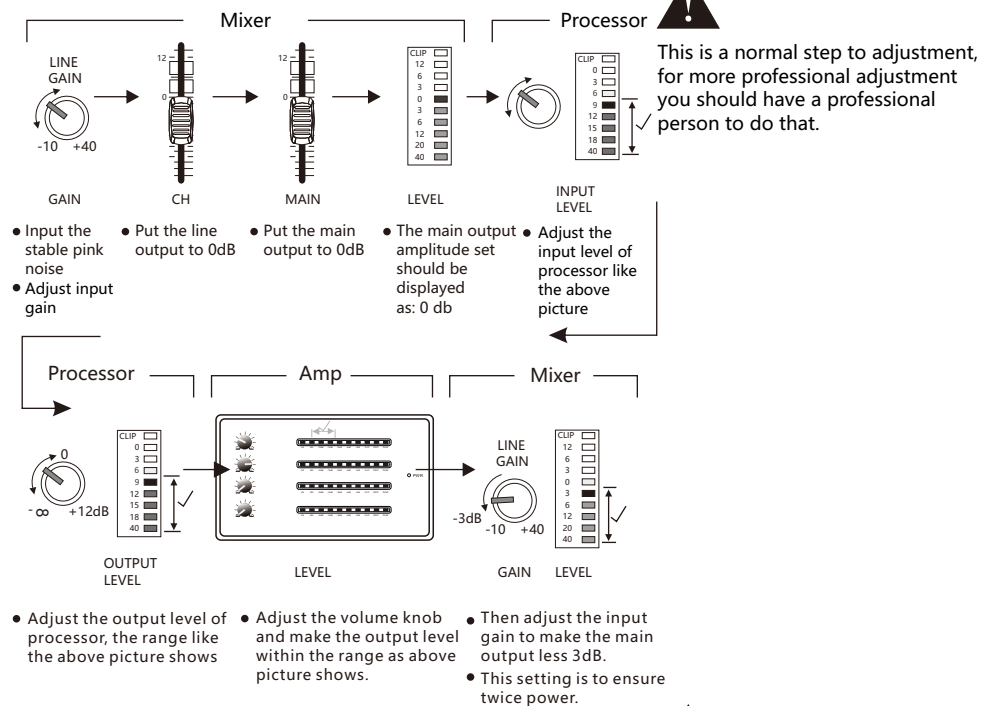 Mixer
Processor
This is a normal step to adjustment,
for more professional adjustment
you should have a professional
person to do that.
LINE
GAIN
-10 +40
12
0
12
0
CLIP
12
6
3
0
3
6
12
20
40
CLIP
0
3
6
9
12
15
18
40
GAIN
CH
MAIN
LEVEL
INPUT
LEVEL
Input the
stable pink
noise
Adjust input
gain
Put the line
output to 0dB
Put the main
output to 0dB
The main output
amplitude set
should be
displayed
as: 0 db
Adjust the
input level of
processor like
the above
picture
Processor
Amp
Mixer
0
-∞ +12dB
CLIP
0
3
6
9
12
15
18
40
PWR
LINE
GAIN
-3dB
-10 +40
CLIP
12
6
3
0
3
6
12
20
40
OUTPUT
LEVEL
LEVEL
GAIN
LEVEL
Adjust the output level of
processor, the range like
the above picture shows
Adjust the volume knob
and make the output level
within the range as above
picture shows.
Then adjust the input
gain to make the main
output less 3dB.
This setting is to ensure
twice power.